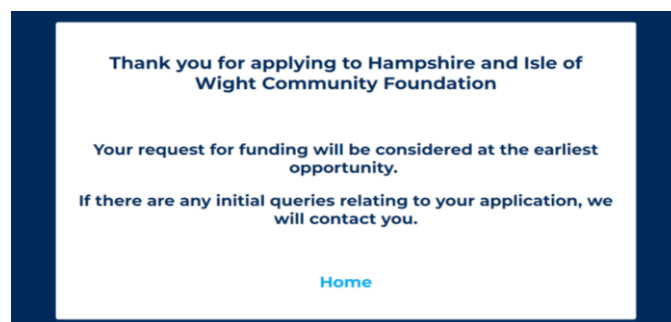 Thank you for applying to Hampshire and Isle of
Wight Community Foundation
Your request for funding will be considered at the earliest
opportunity.
If there are any initial queries relating to your application, we
will contact you.
Home